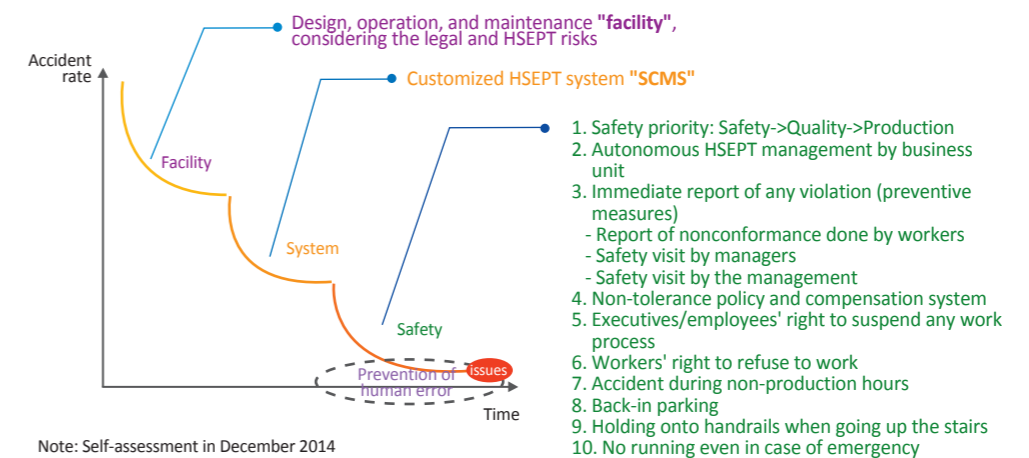 Design, operation, and maintenance "facility",
considering the legal and HSEPT risks
Accident
rate
Customized HSEPT system "SCMS"
Facility
System
Safety
Prevention of
human error
issues
Time
1. Safety priority: Safety->Quality->Production
2. Autonomous HSEPT management by business
unit
3. Immediate report of any violation (preventive
measures)
- Report of nonconformance done by workers
- Safety visit by managers
- Safety visit by the management
4. Non-tolerance policy and compensation system
5. Executives/employees' right to suspend any work
process
6. Workers' right to refuse to work
7. Accident during non-production hours
8. Back-in parking
9. Holding onto handrails when going up the stairs
10. No running even in case of emergency
Note: Self-assessment in December 2014